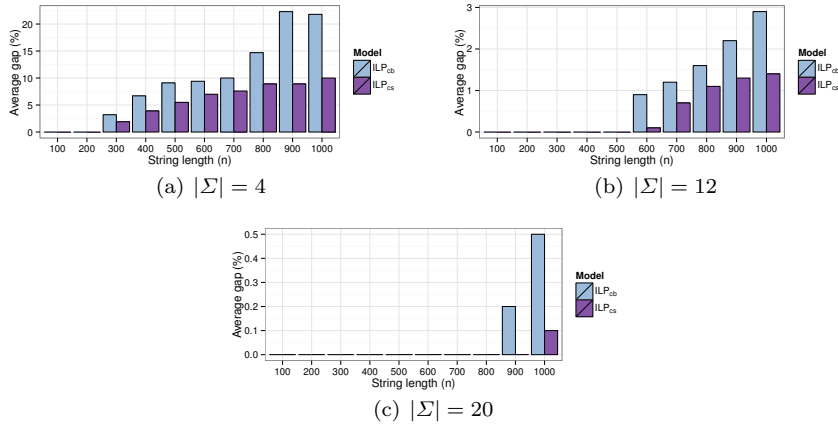 Average gap (%)
20
15
10
5
0
100 200 300 400 500 600 700 800 900 1000
String length (n)
Model
ILPcb
ILPcs
(a) |Σ| = 4
Average gap (%)
3
2
1
0
100 200 300 400 500 600 700 800 900 1000
String length (n)
Model
ILPcb
ILPcs
(b) |Σ| = 12
Average gap (%)
0.5
0.4
0.3
0.2
0.1
0.0
100 200 300 400 500 600 700 800 900 1000
String length (n)
Model
ILPcb
ILPcs
(c) |Σ| = 20